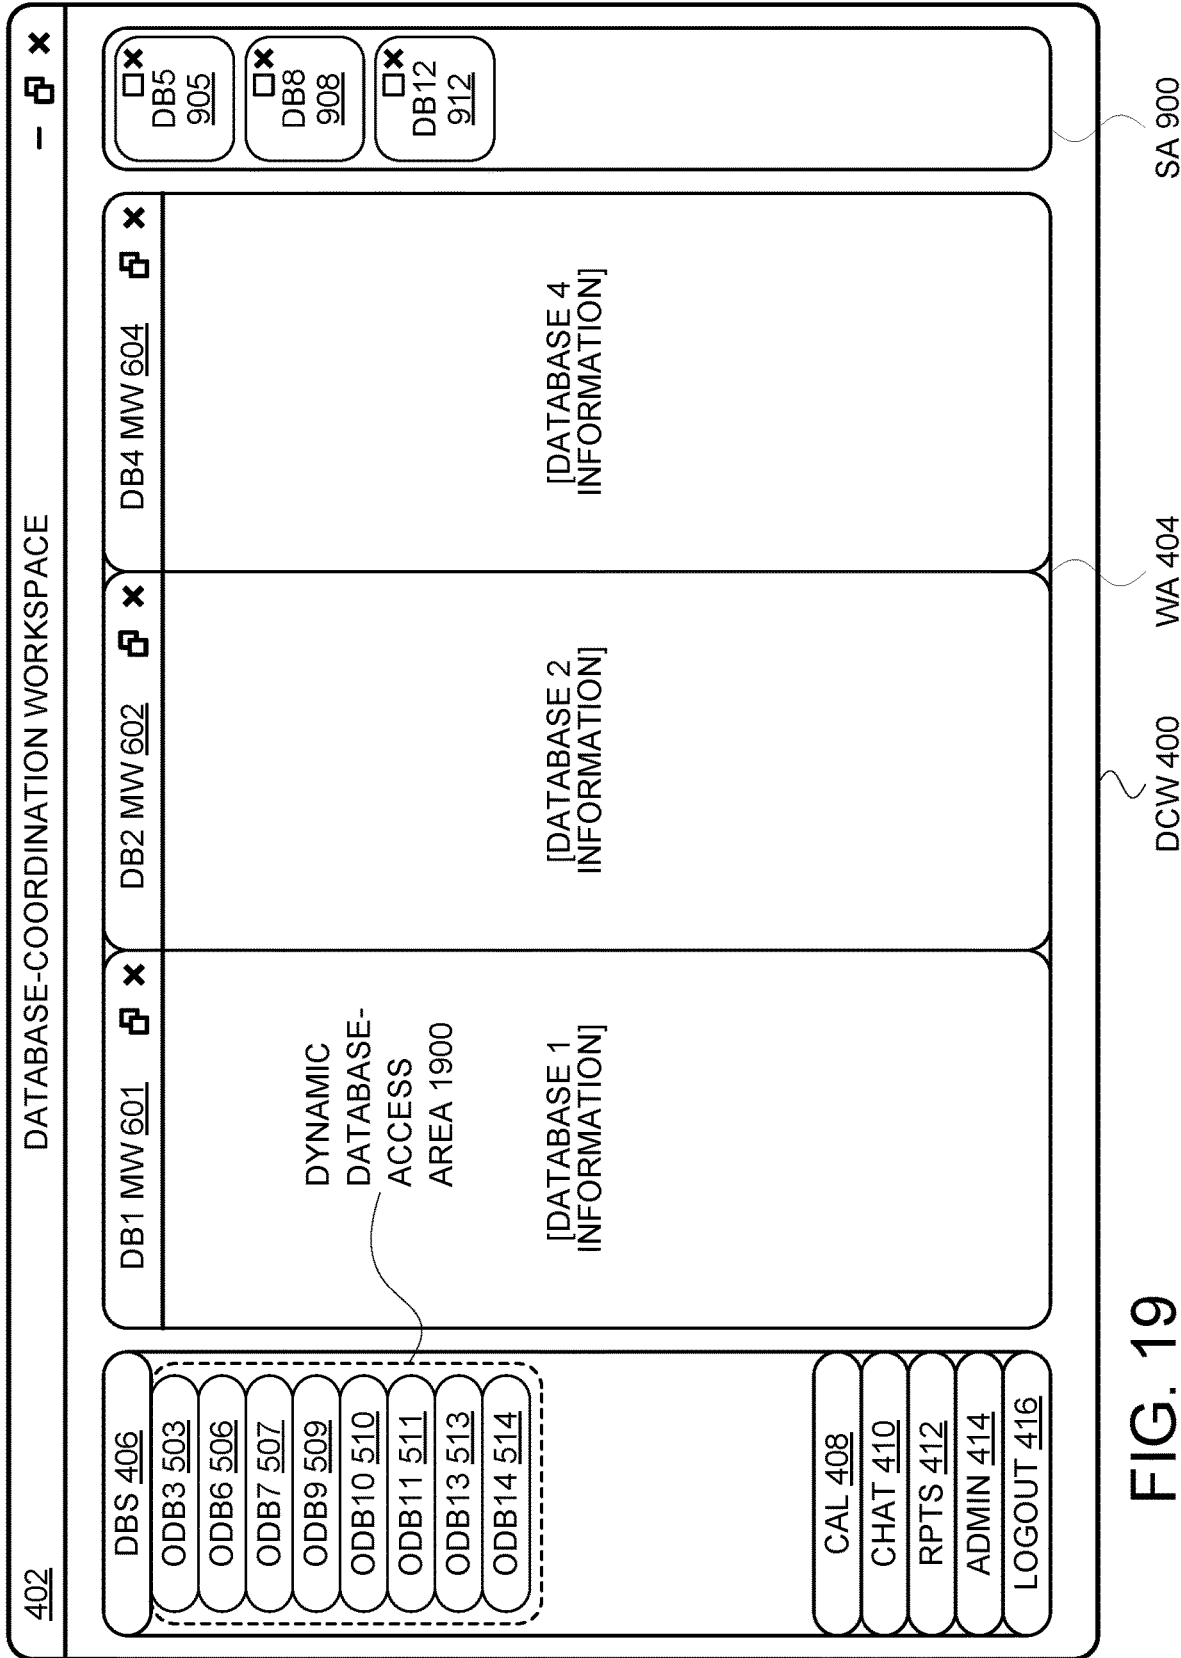 402
DATABASE-COORDINATION WORKSPACE
DBS 406
ODB3 503
ODB6 506
ODB7 507
ODB9 509
ODB10 510
ODB11 511
ODB13 513
ODB14 514
CAL 408
CHAT 410
RPTS 412
ADMIN 414
LOGOUT 416
DB1 MW 601
DYNAMIC
DATABASE-
ACCESS
AREA 1900
[DATABASE 1
INFORMATION]
DB2 MW 602
[DATABASE 2
INFORMATION]
DB4 MW 604
[DATABASE 4
INFORMATION]
DB5
905
DB8
908
DB12
912
DCW 400
WA 404
SA 900
FIG. 19